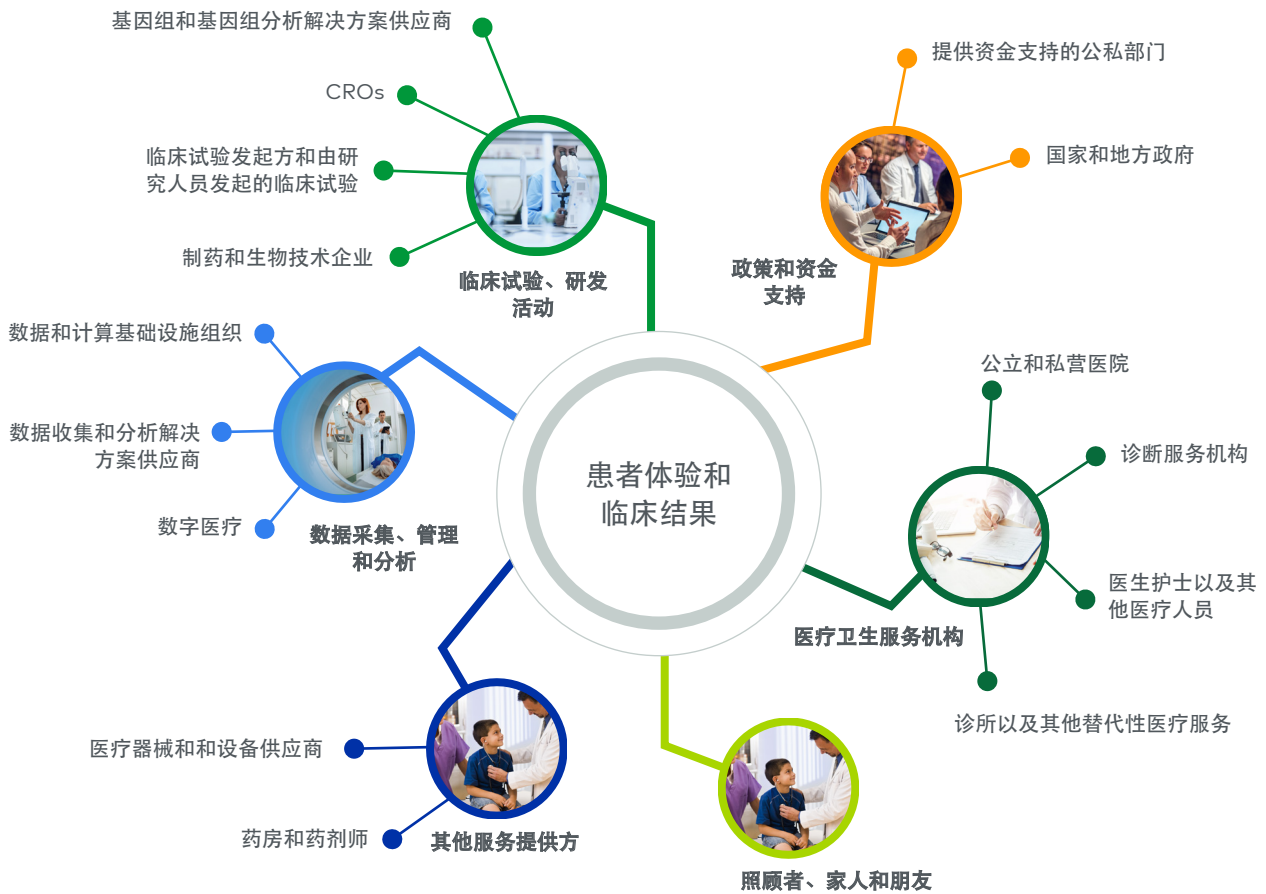 基因组和基因组分析解决方案供应商
CROs
临床试验发起方和由研
究人员发起的临床试验
制药和生物技术企业
临床试验、研发
活动
提供资金支持的公私部门
国家和地方政府
政策和资金
支持
数据和计算基础设施组织
数据收集和分析解决
方案供应商
数字医疗
数据采集、管理
和分析
患者体验和
临床结果
公立和私营医院
诊断服务机构
医生护士以及其
他医疗人员
医疗卫生服务机构
诊所以及其他替代性医疗服务
医疗器械和和设备供应商
药房和药剂师
其他服务提供方
照顾者、家人和朋友